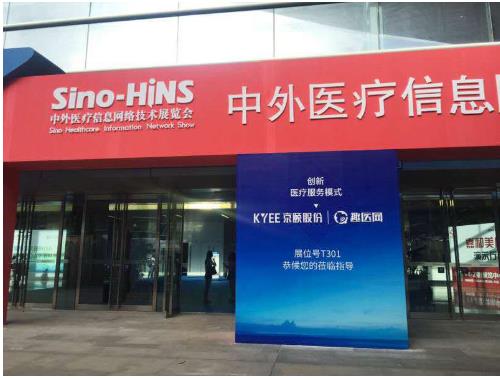 Sino-HiNS
中外医疗信息网络技术展览会
Sino Healthcare Information Network Show
中外医疗信息
创新
医疗服务模式
KYEE 京颐股份 趣医网
展位号T301
恭候您的莅临指导